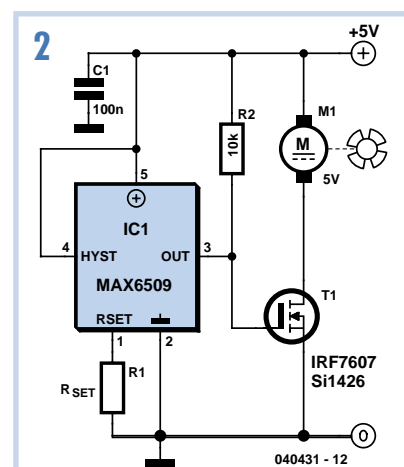 2
+5V
C1
100n
R2
10k
M1
M
5V
5
IC1
4
HYST
OUT
3
MAX6509
RSET
1
2
T1
R1
RSET
IRF7607
Si1426
0
040431 - 12